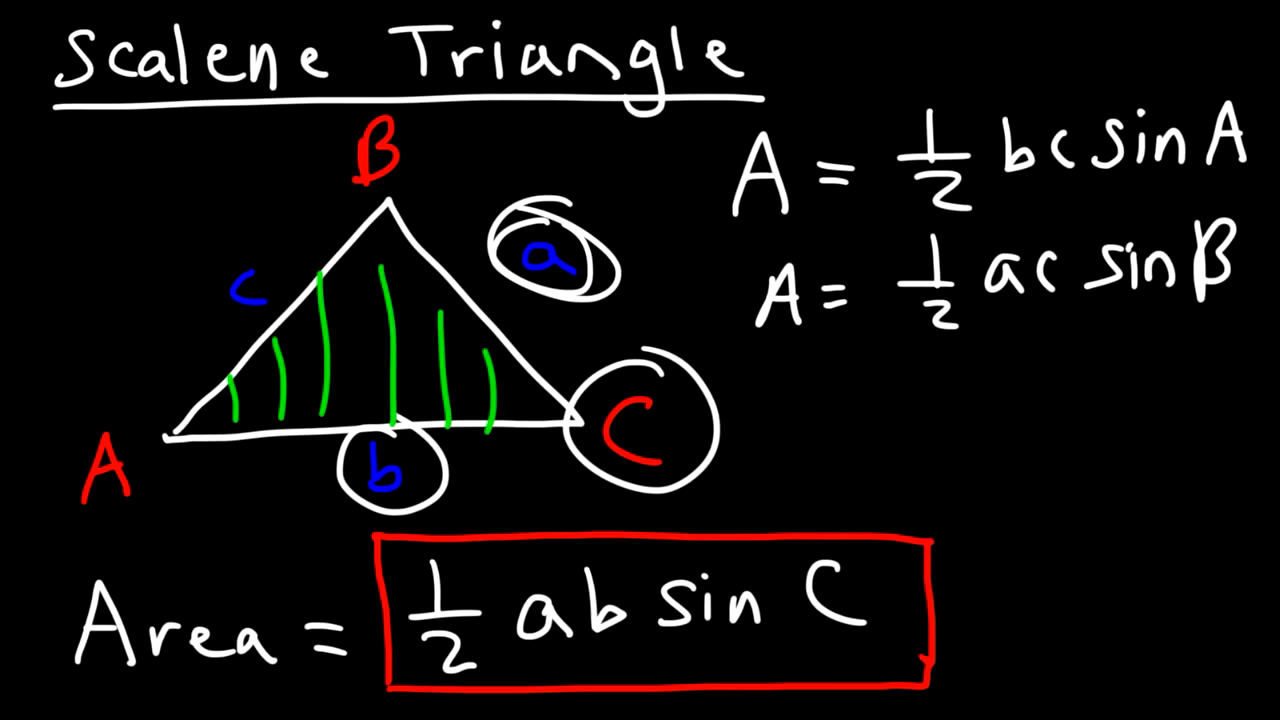 Scalene Triangle
A = 1/2 bc sin A
A = 1/2 ac sin B
B
c
a
A
b
C
Area = 1/2 ab sin C